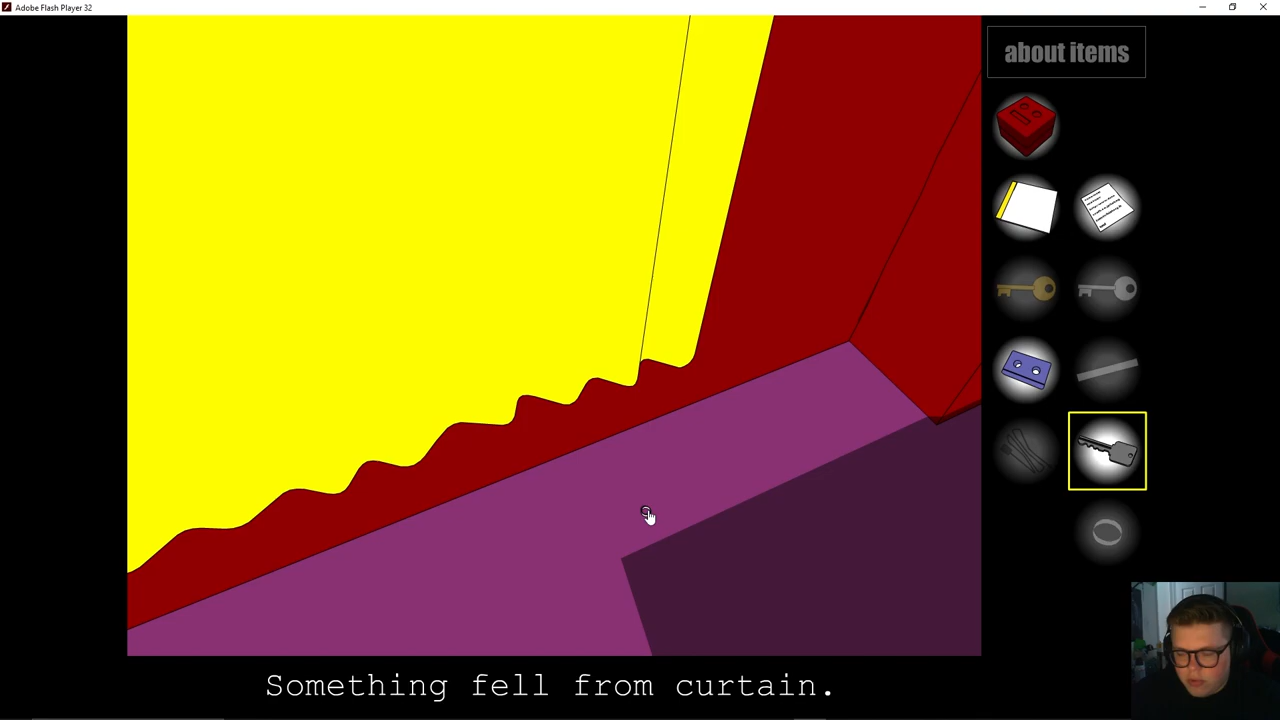 Adobe Flash Player 32
about items
Something fell from curtain.